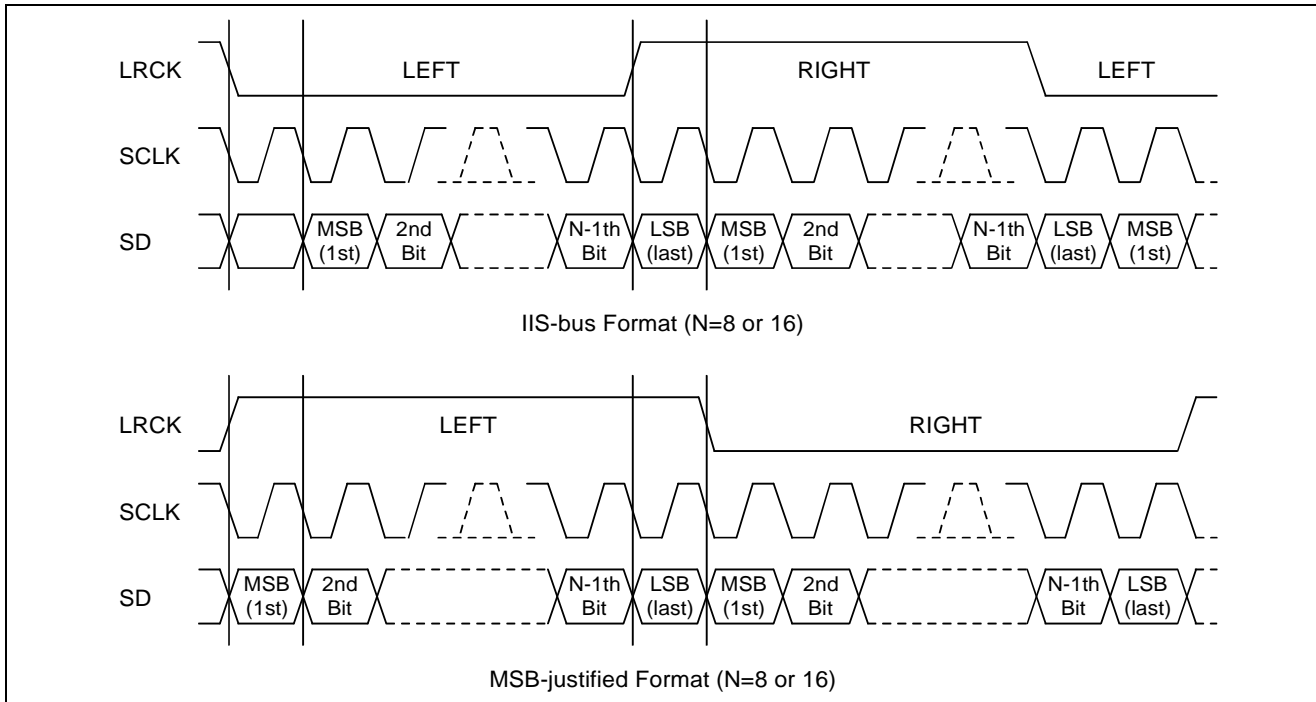 LRCK LEFT RIGHT LEFT
SCLK
SD MSB (1st) 2nd Bit N-1th Bit LSB (last) MSB (1st) 2nd Bit N-1th Bit LSB (last) MSB (1st)
IIS-bus Format (N=8 or 16)
LRCK LEFT RIGHT
SCLK
SD MSB (1st) 2nd Bit N-1th Bit LSB (last) MSB (1st) 2nd Bit N-1th Bit LSB (last)
MSB-justified Format (N=8 or 16)